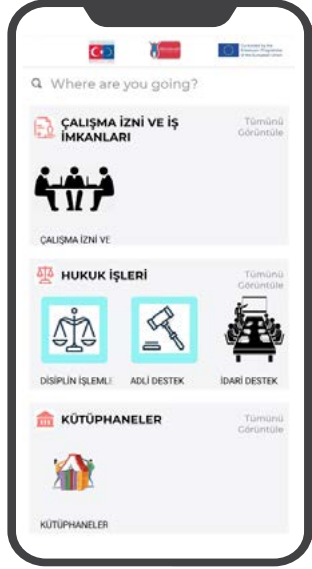 Where are you going?
ÇALIŞMA İZNİ VE İŞ
İMKANLARI
Tümünü
Görüntüle
ÇALIŞMA İZNİ VE
HUKUK İŞLERİ
Tümünü
Görüntüle
DİSİPLİN İŞLEMLE
ADLİ DESTEK
İDARİ DESTEK
KÜTÜPHANELER
Tümünü
Görüntüle
KÜTÜPHANELER